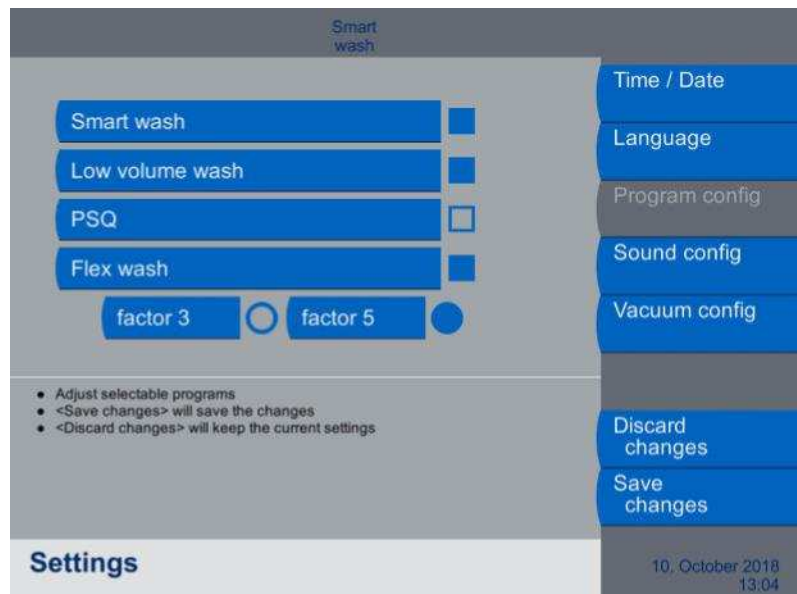 Smart
wash
Smart wash
Low volume wash
PSQ
Flex wash
factor 3
factor 5
• Adjust selectable programs
• <Save changes> will save the changes
• <Discard changes> will keep the current settings
Settings
Time / Date
Language
Program config
Sound config
Vacuum config
Discard
changes
Save
changes
10, October 2018
13:04